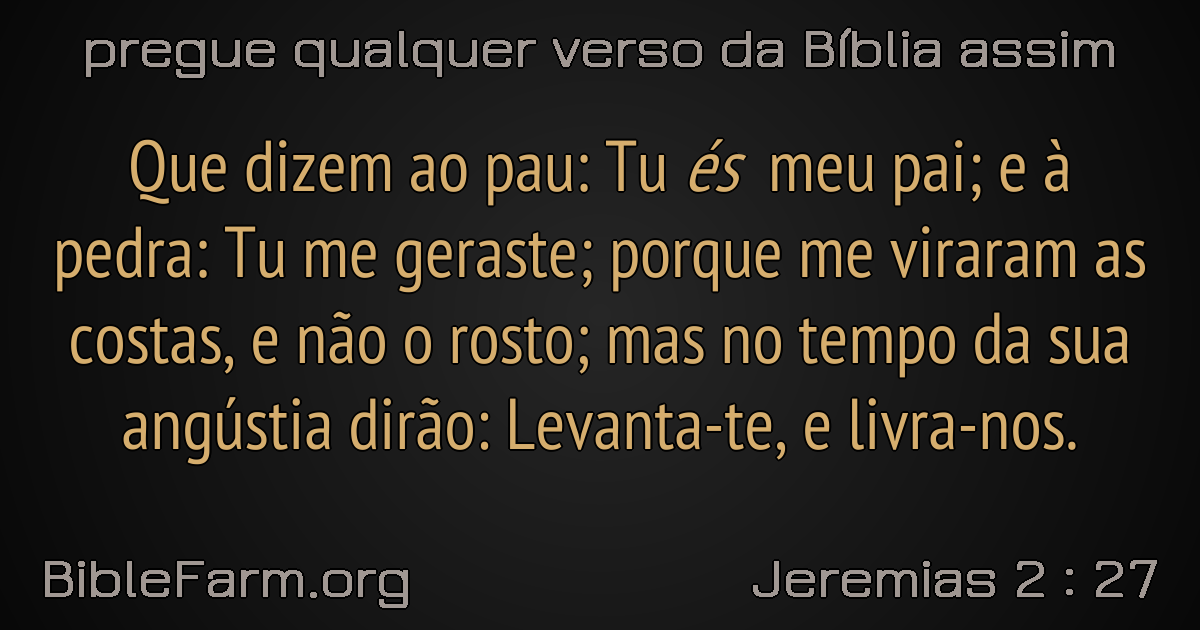 pregue qualquer verso da Bíblia assim
Que dizem ao pau: Tu és meu pai; e à
pedra: Tu me geraste; porque me viraram as
costas, e não o rosto; mas no tempo da sua
angústia dirão: Levanta-te, e livra-nos.
BibleFarm.org
Jeremias 2 : 27